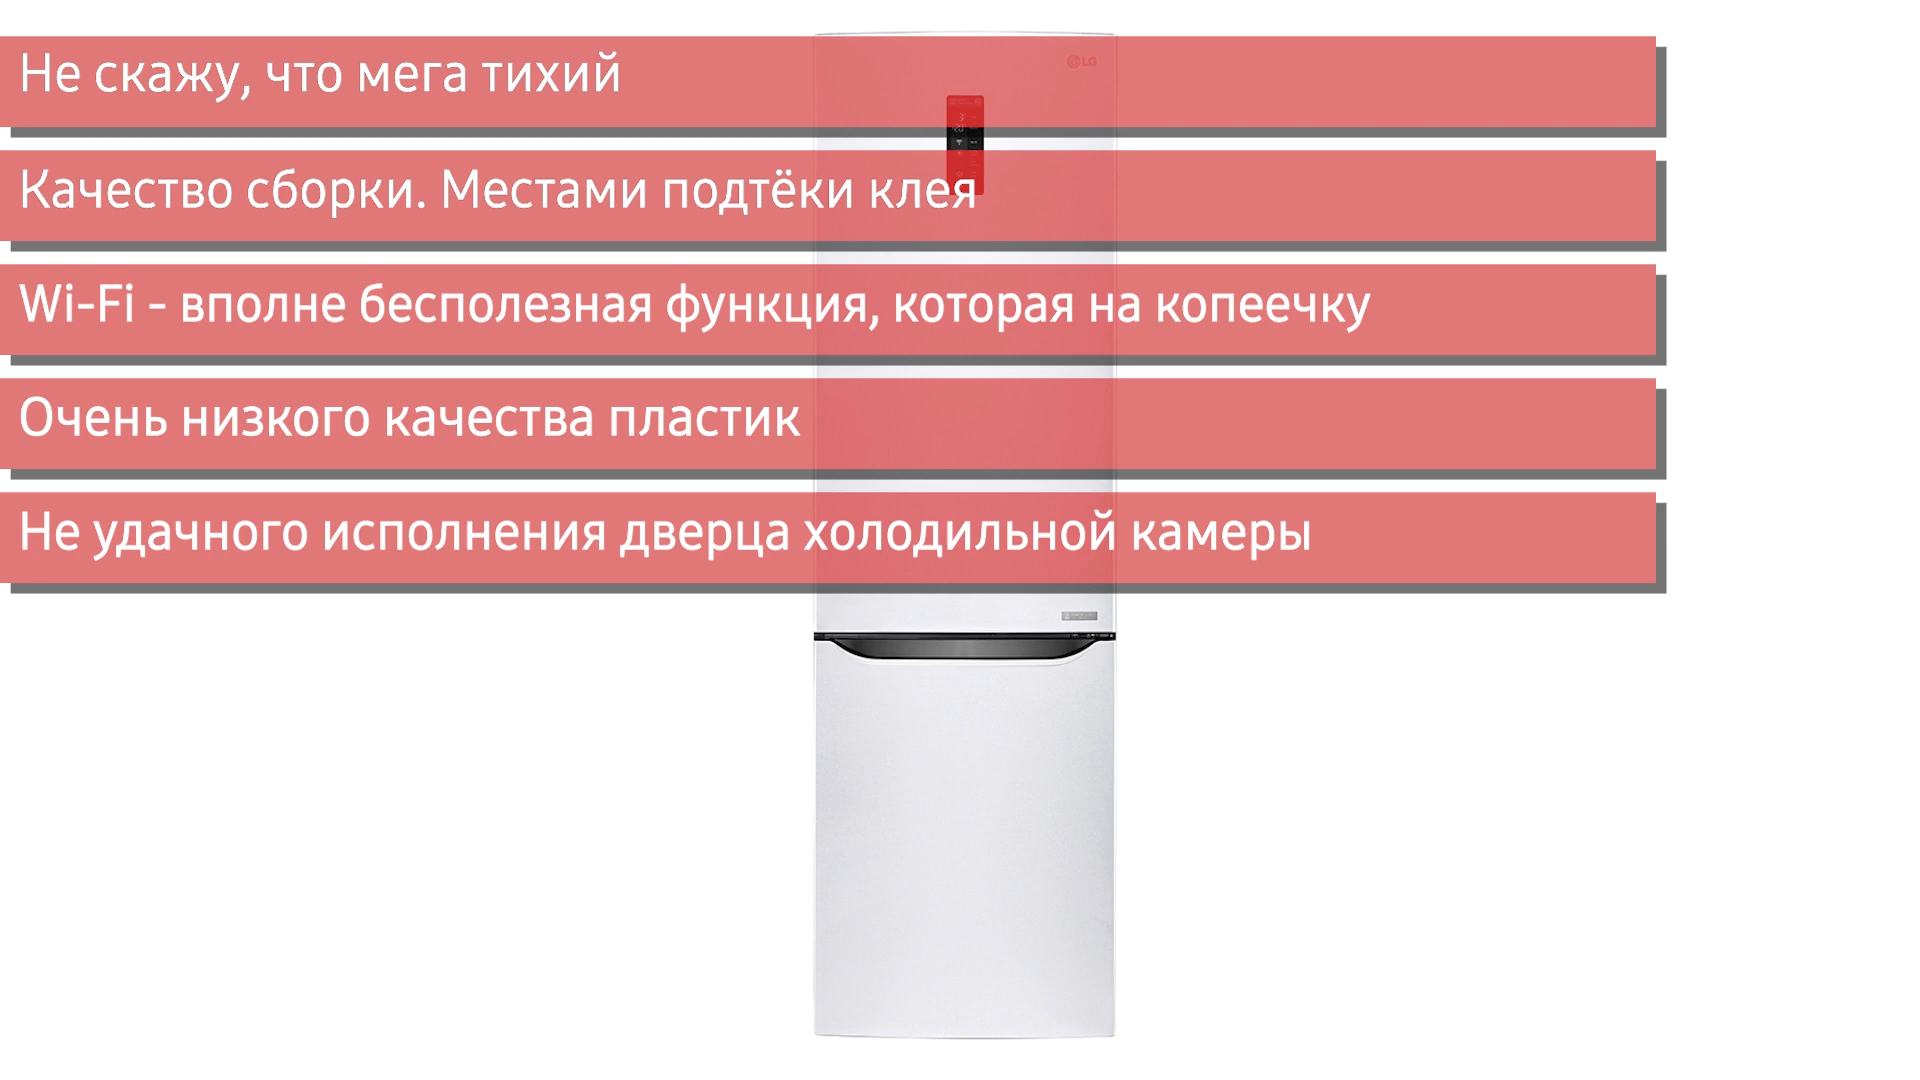 Не скажу, что мега тихий
LG
Качество сборки. Местами подтёки клея
Wi-Fi - вполне бесполезная функция, которая на копеечку
Очень низкого качества пластик
Не удачного исполнения дверца холодильной камеры